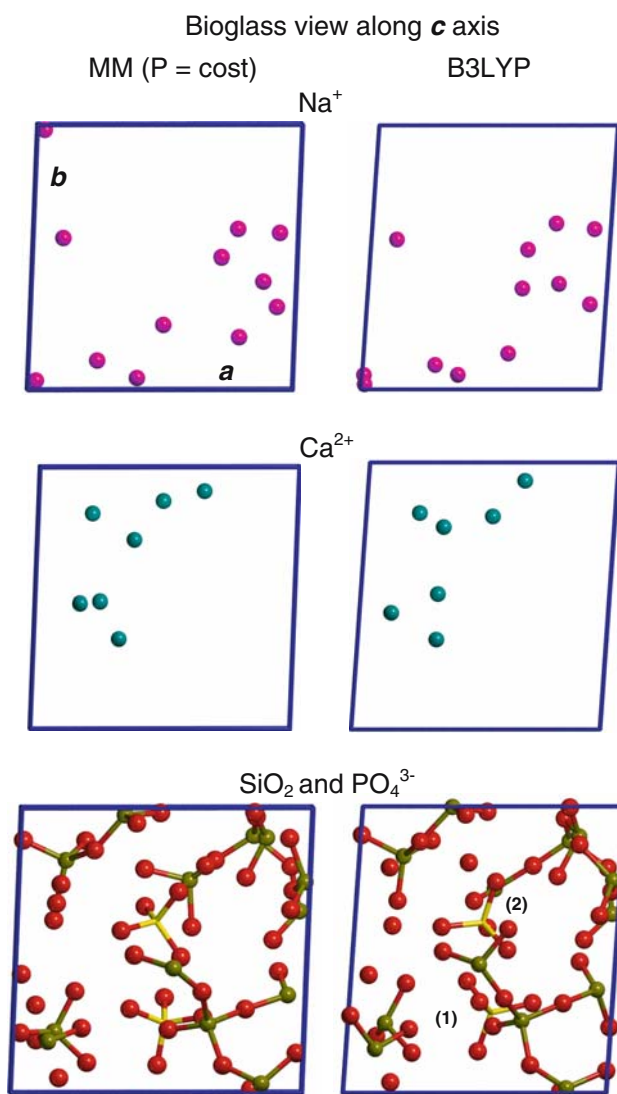 Bioglass view along c axis
MM (P = cost) B3LYP
Na⁺
b
a
Ca²⁺
SiO₂ and PO₄³⁻
(2)
(1)